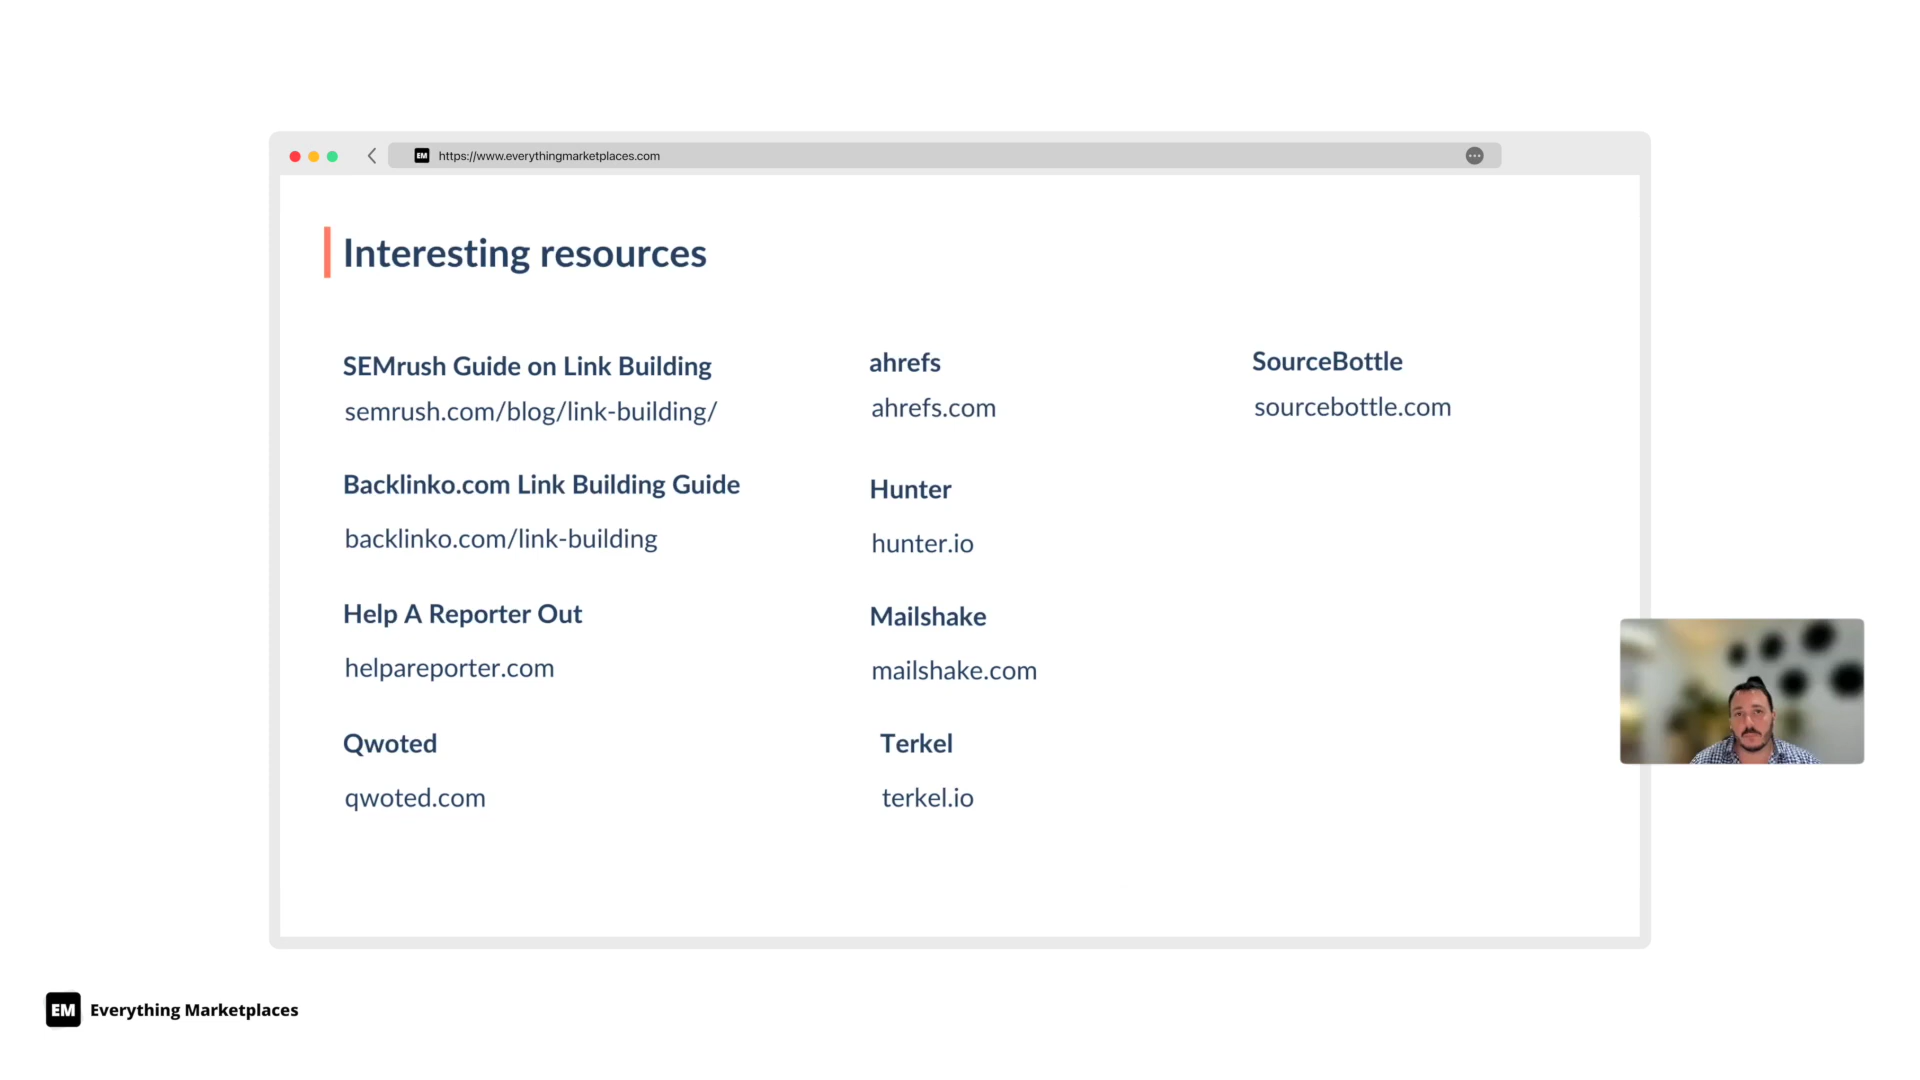 EM https://www.everythingmarketplaces.com
Interesting resources
SEMrush Guide on Link Building
semrush.com/blog/link-building/
Backlinko.com Link Building Guide
backlinko.com/link-building
Help A Reporter Out
helpareporter.com
Qwoted
qwoted.com
ahrefs
ahrefs.com
Hunter
hunter.io
Mailshake
mailshake.com
Terkel
terkel.io
SourceBottle
sourcebottle.com
EM Everything Marketplaces